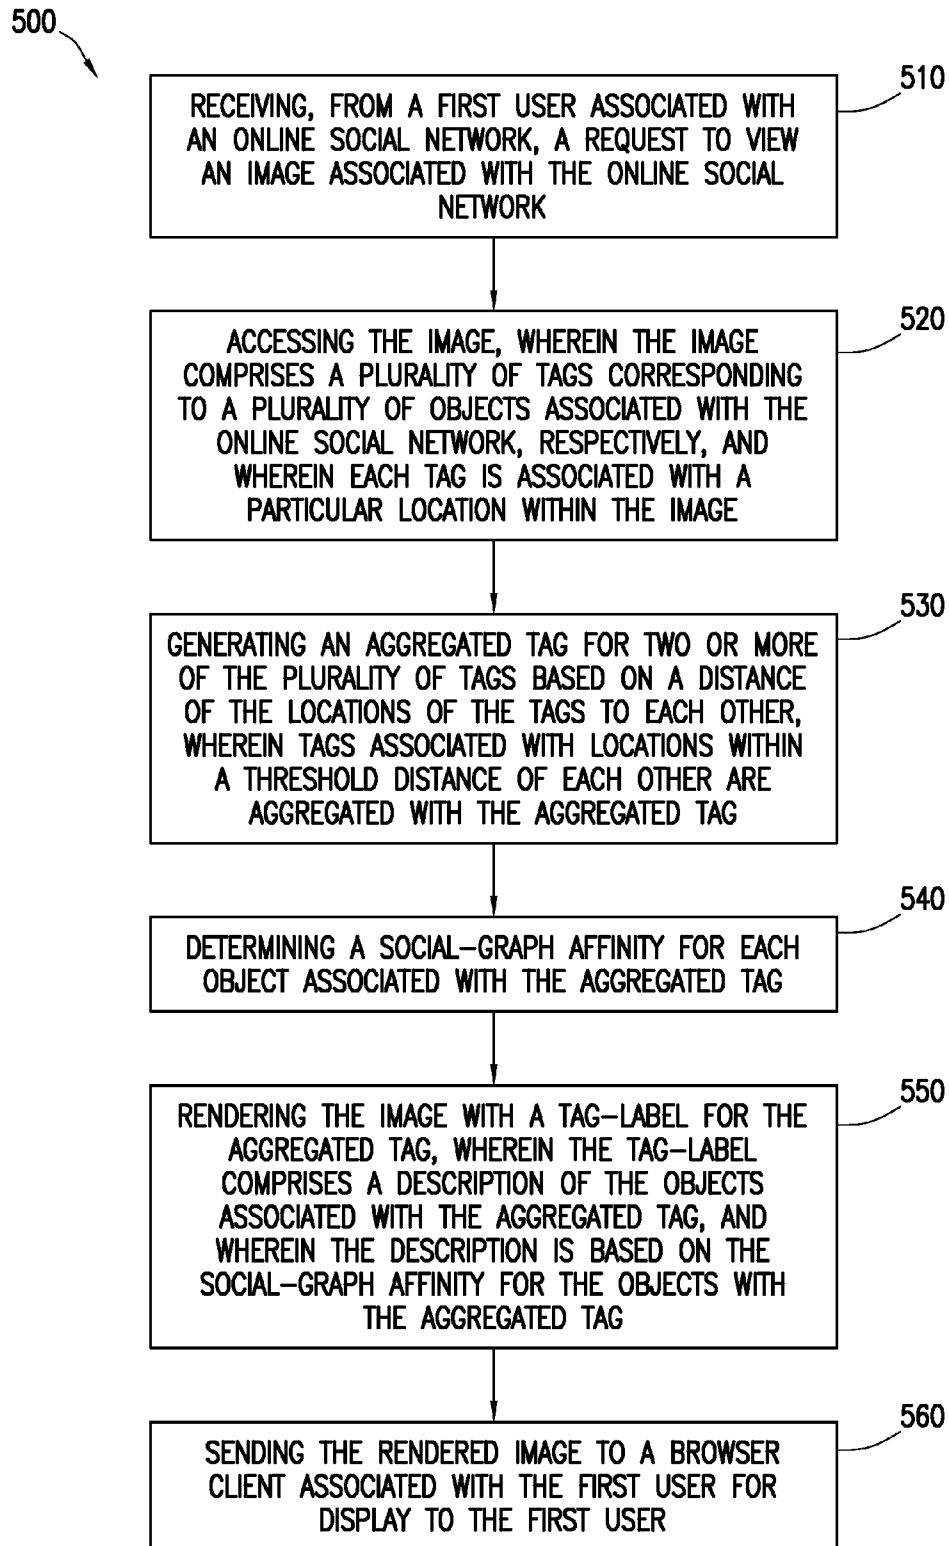 500
510
RECEIVING, FROM A FIRST USER ASSOCIATED WITH
AN ONLINE SOCIAL NETWORK, A REQUEST TO VIEW
AN IMAGE ASSOCIATED WITH THE ONLINE SOCIAL
NETWORK
520
ACCESSING THE IMAGE, WHEREIN THE IMAGE
COMPRISES A PLURALITY OF TAGS CORRESPONDING
TO A PLURALITY OF OBJECTS ASSOCIATED WITH THE
ONLINE SOCIAL NETWORK, RESPECTIVELY, AND
WHEREIN EACH TAG IS ASSOCIATED WITH A
PARTICULAR LOCATION WITHIN THE IMAGE
530
GENERATING AN AGGREGATED TAG FOR TWO OR MORE
OF THE PLURALITY OF TAGS BASED ON A DISTANCE
OF THE LOCATIONS OF THE TAGS TO EACH OTHER,
WHEREIN TAGS ASSOCIATED WITH LOCATIONS WITHIN
A THRESHOLD DISTANCE OF EACH OTHER ARE
AGGREGATED WITH THE AGGREGATED TAG
540
DETERMINING A SOCIAL-GRAPH AFFINITY FOR EACH
OBJECT ASSOCIATED WITH THE AGGREGATED TAG
550
RENDERING THE IMAGE WITH A TAG-LABEL FOR THE
AGGREGATED TAG, WHEREIN THE TAG-LABEL
COMPRISES A DESCRIPTION OF THE OBJECTS
ASSOCIATED WITH THE AGGREGATED TAG, AND
WHEREIN THE DESCRIPTION IS BASED ON THE
SOCIAL-GRAPH AFFINITY FOR THE OBJECTS WITH
THE AGGREGATED TAG
560
SENDING THE RENDERED IMAGE TO A BROWSER
CLIENT ASSOCIATED WITH THE FIRST USER FOR
DISPLAY TO THE FIRST USER